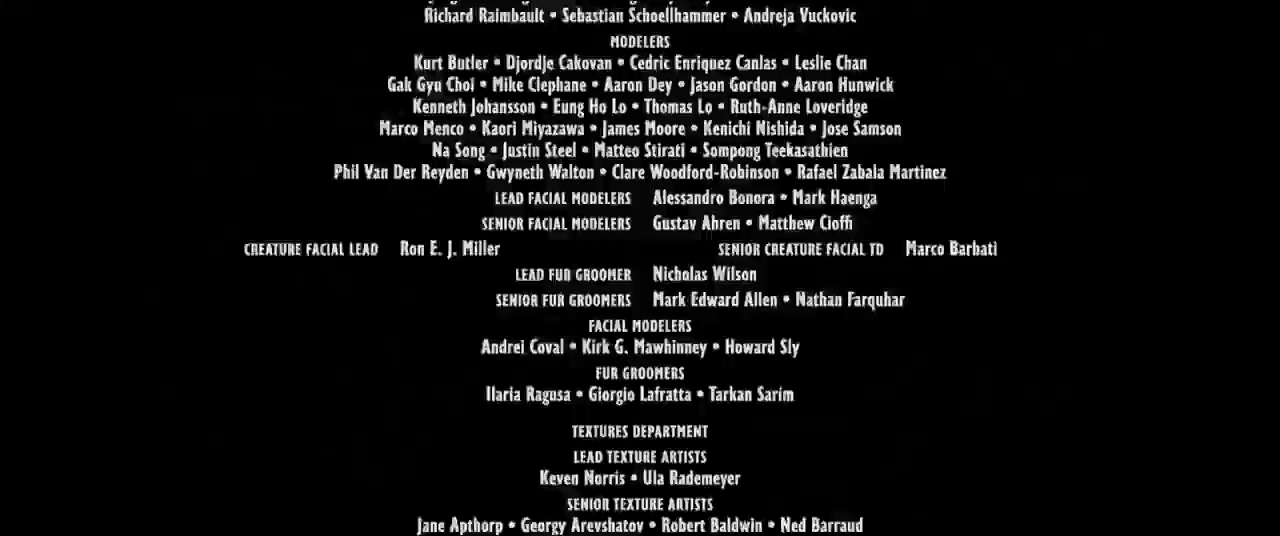 Richard Raimbault • Sebastian Schoellhammer • Andreja Vuckovic
MODELERS
Kurt Butler • Djordje Cakovan • Cedric Enriquez Canlas • Leslie Chan
Gak Gyu Choi • Mike Clephane • Aaron Dey • Jason Gordon • Aaron Hunwick
Kenneth Johansson • Eung Ho Lo • Thomas Lo • Ruth-Anne Loveridge
Marco Menco • Kaori Miyazawa • James Moore • Kenichi Nishida • Jose Samson
Na Song • Justin Steel • Matteo Stirati • Sompong Teekasathien
Phil Van Der Reyden • Gwyneth Walton • Clare Woodford-Robinson • Rafael Zabala Martinez
LEAD FACIAL MODELERS Alessandro Bonora • Mark Haenga
SENIOR FACIAL MODELERS Gustav Ahren • Matthew Cioffi
CREATURE FACIAL LEAD Ron E. J. Miller SENIOR CREATURE FACIAL TD Marco Barbati
LEAD FUR GROOMER Nicholas Wilson
SENIOR FUR GROOMERS Mark Edward Allen • Nathan Farquhar
FACIAL MODELERS
Andrei Coval • Kirk G. Mawhinney • Howard Sly
FUR GROOMERS
Ilaria Ragusa • Giorgio Lafratta • Tarkan Sarim
TEXTURES DEPARTMENT
LEAD TEXTURE ARTISTS
Keven Norris • Ula Rademeyer
SENIOR TEXTURE ARTISTS
Jane Apthorp • Georgy Arevshatov • Robert Baldwin • Ned Barraud